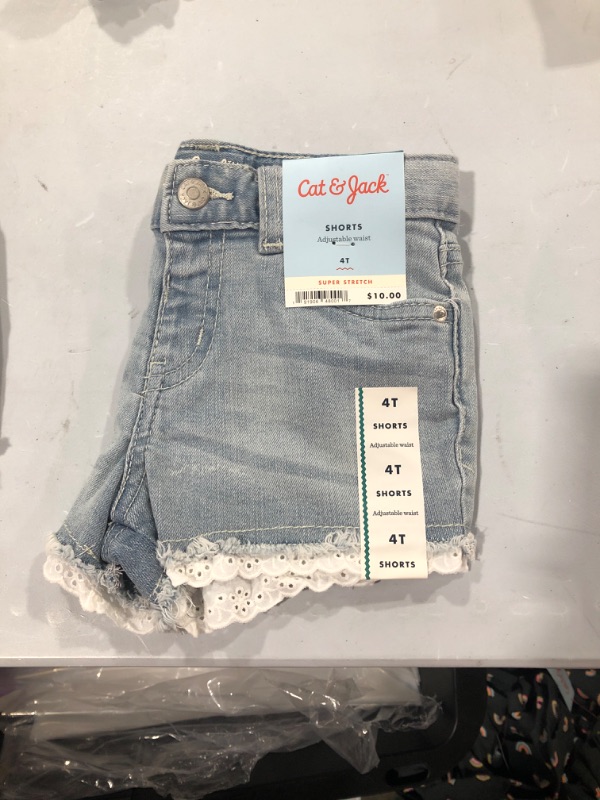 Cat & Jack
SHORTS
Adjustable waist
4T
SUPER STRETCH
$10.00
4T
SHORTS
Adjustable waist
4T
SHORTS
Adjustable waist
4T
SHORTS